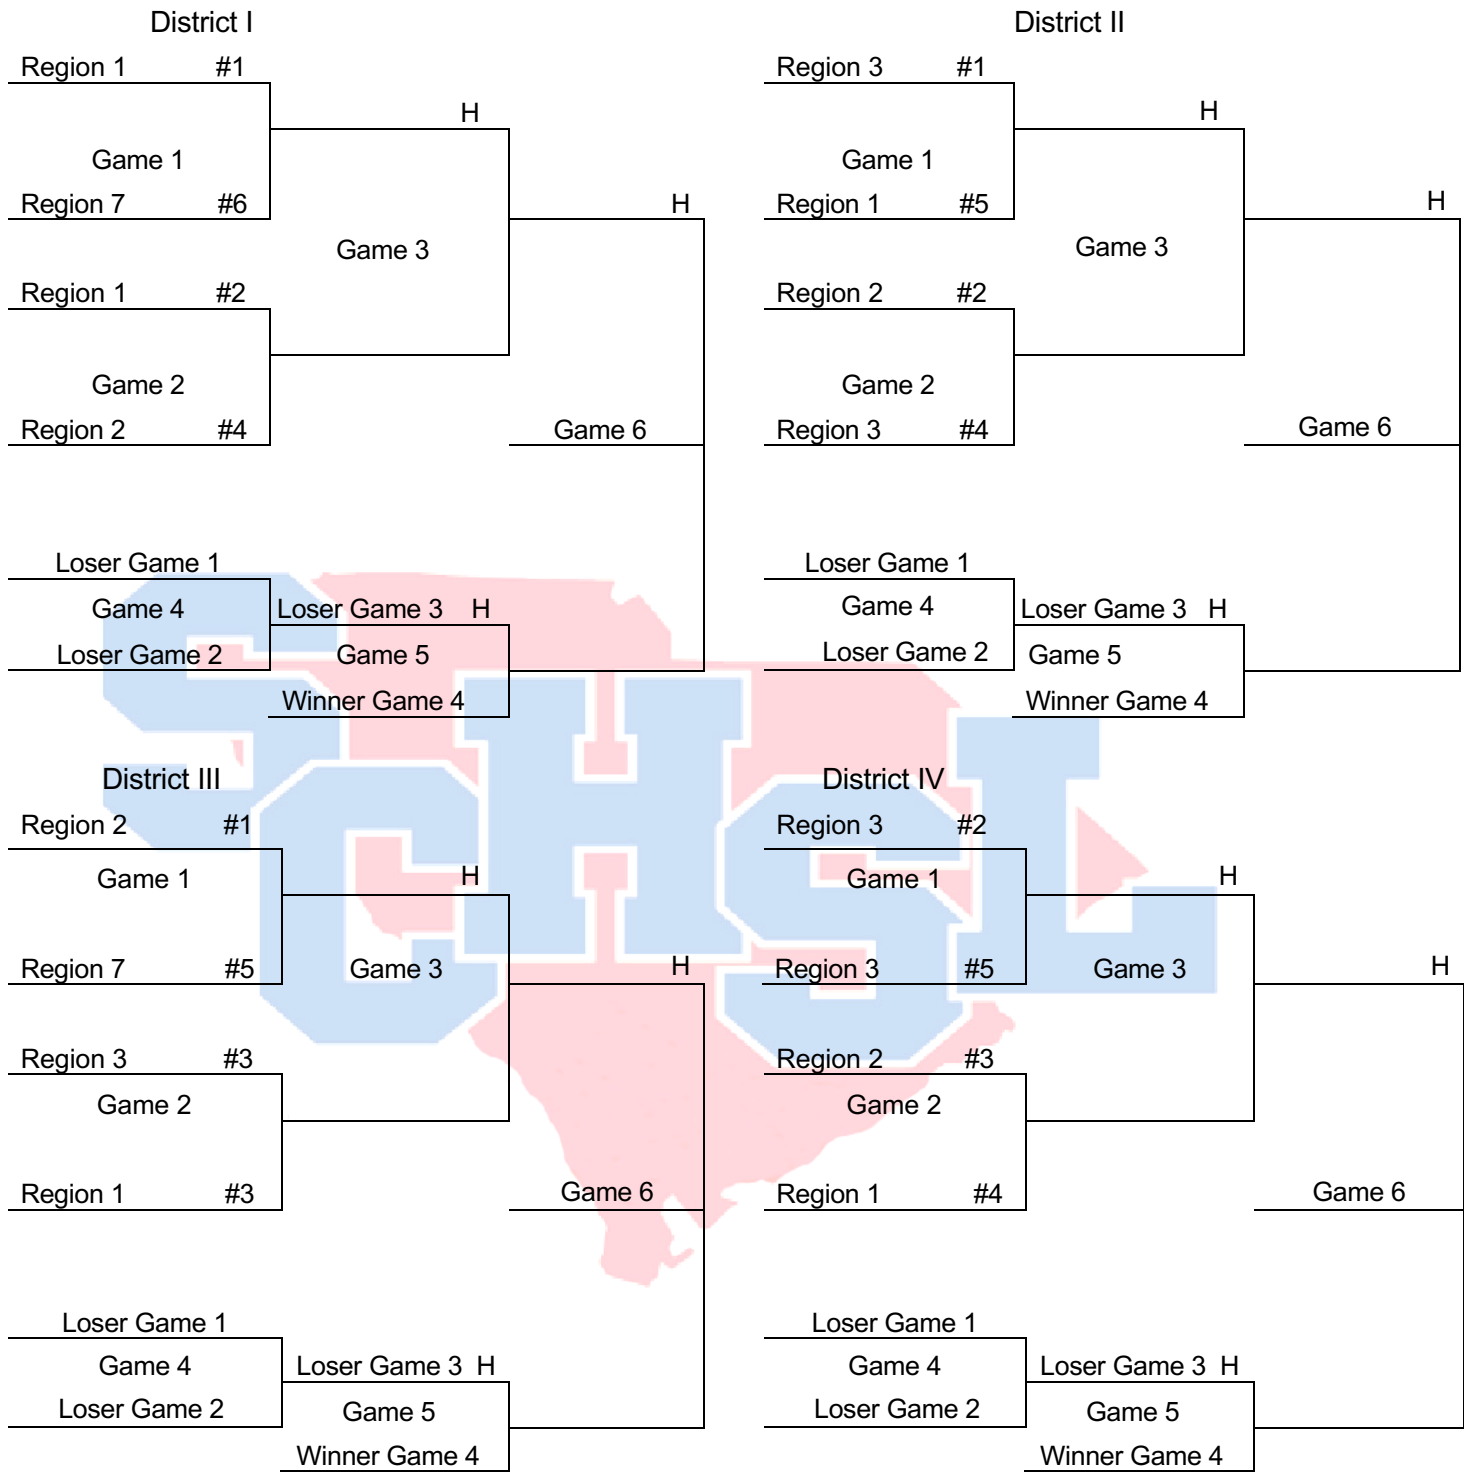 District I
Region 1 #1
H
Game 1
Region 7 #6
H
Game 3
Region 1 #2
Game 2
Region 2 #4
Game 6
Loser Game 1
Game 4
Loser Game 3 H
Loser Game 2
Game 5
Winner Game 4
District II
Region 3 #1
H
Game 1
Region 1 #5
H
Game 3
Region 2 #2
Game 2
Region 3 #4
Game 6
Loser Game 1
Game 4
Loser Game 3 H
Loser Game 2
Game 5
Winner Game 4
District III
Region 2 #1
Game 1
H
Region 7 #5
Game 3
H
Region 3 #3
Game 2
Region 1 #3
Game 6
Loser Game 1
Game 4
Loser Game 3 H
Loser Game 2
Game 5
Winner Game 4
District IV
Region 3 #2
Game 1
H
Region 3 #5
Game 3
H
Region 2 #3
Game 2
Region 1 #4
Game 6
Loser Game 1
Game 4
Loser Game 3 H
Loser Game 2
Game 5
Winner Game 4
SCHSL